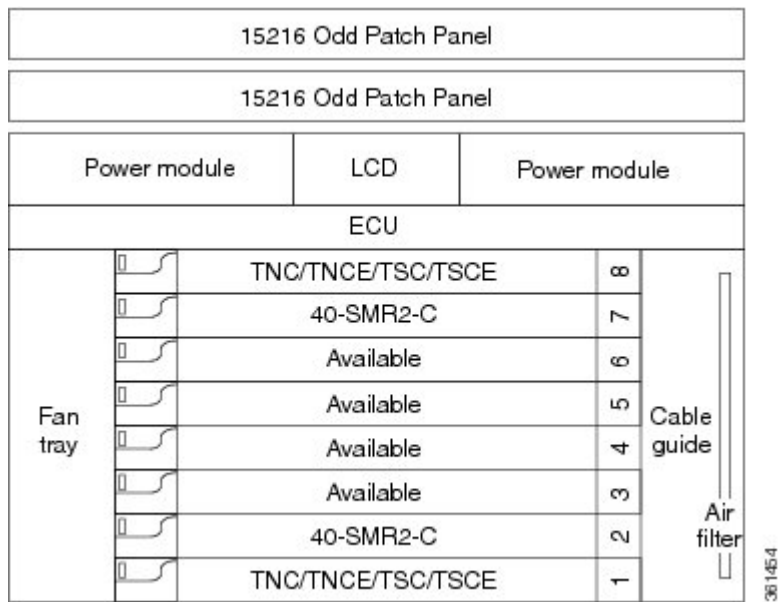 15216 Odd Patch Panel
15216 Odd Patch Panel
Power module
LCD
Power module
ECU
TNC/TNCE/TSC/TSCE 8
40-SMR2-C 7
Available 6
Available 5
Available 4
Available 3
40-SMR2-C 2
TNC/TNCE/TSC/TSCE 1
Fan
tray
Cable
guide
Air
filter
361454